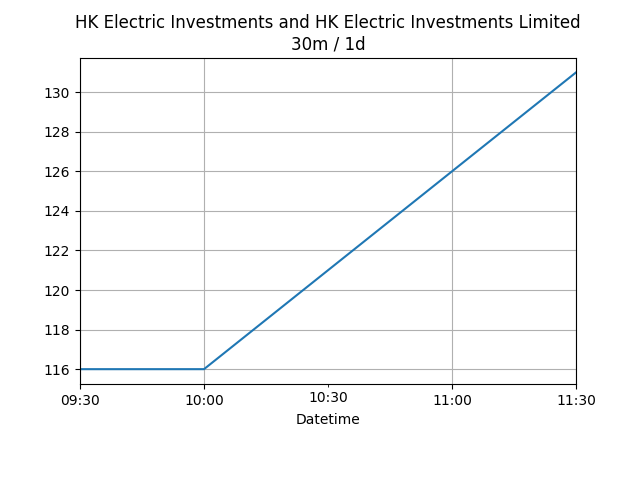 HK Electric Investments and HK Electric Investments Limited
30m / 1d
130
128
126
124
122
120
118
116
09:30 10:00 10:30 11:00 11:30
Datetime